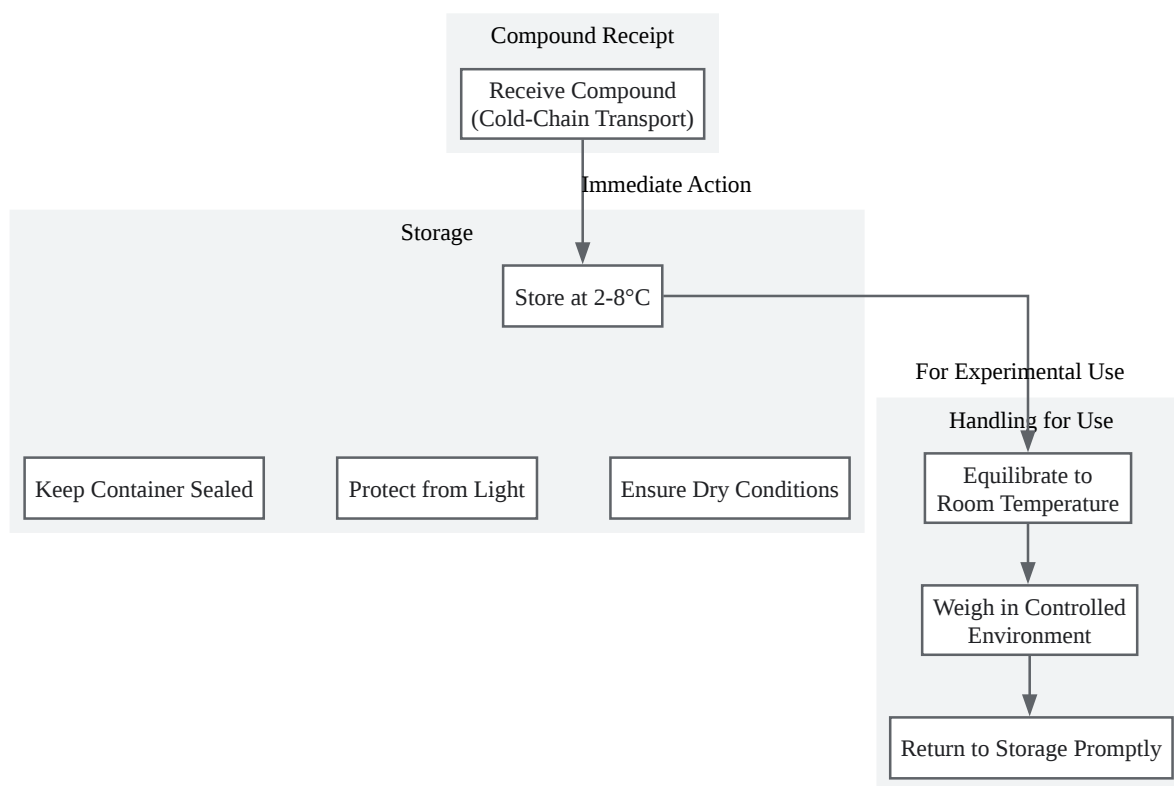 Compound Receipt
Receive Compound
(Cold-Chain Transport)
Immediate Action
Storage
Store at 2-8°C
For Experimental Use
Handling for Use
Keep Container Sealed
Protect from Light
Ensure Dry Conditions
Equilibrate to
Room Temperature
Weigh in Controlled
Environment
Return to Storage Promptly